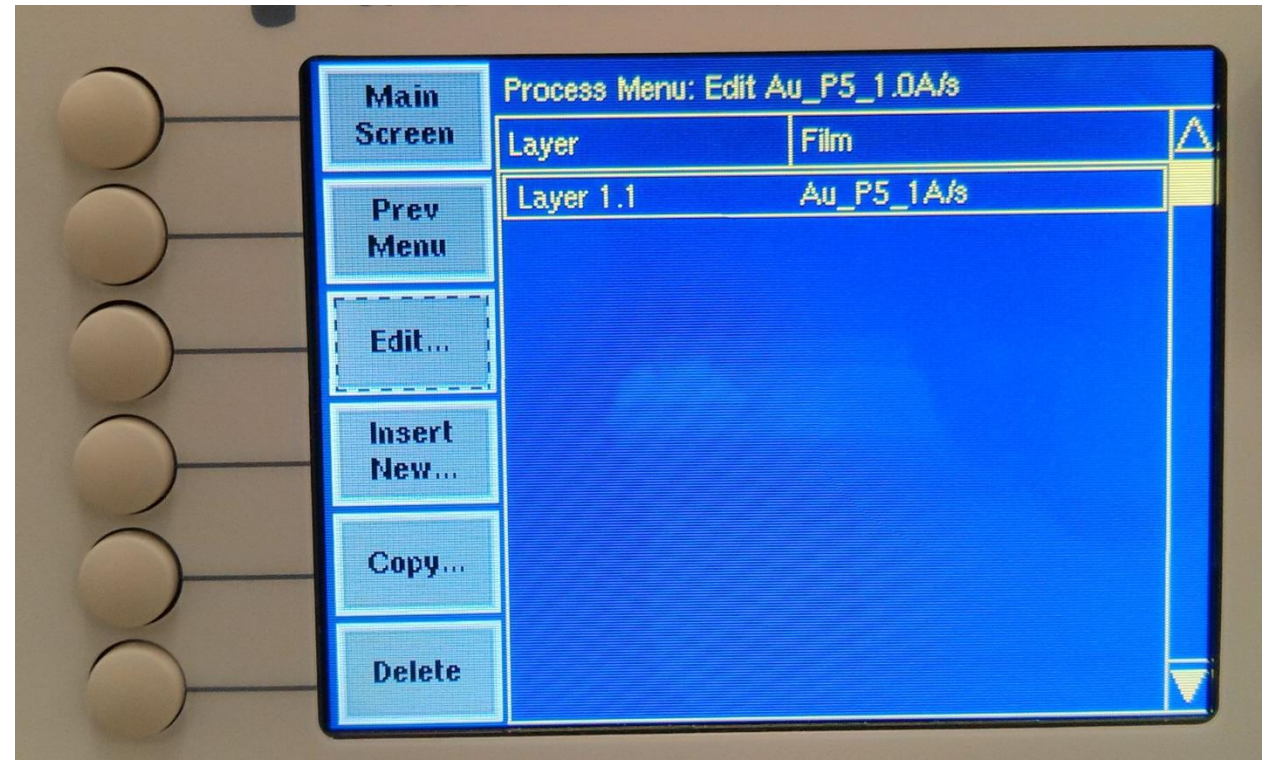 Main
Screen
Prev
Menu
Edit...
Insert
New...
Copy...
Delete
Process Menu: Edit Au_P5_1.0A/s
Layer Film
Layer 1.1 Au_P5_1A/s